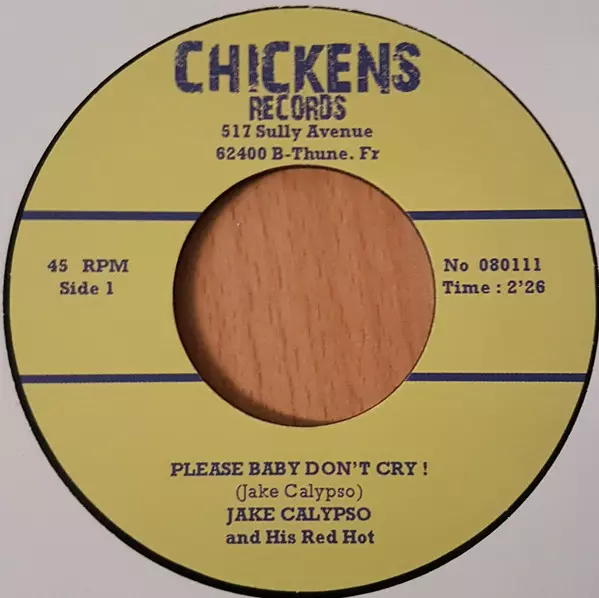 CHICKENS
RECORDS
517 Sully Avenue
62400 B-Thune. Fr
45 RPM
Side 1
No 080111
Time : 2'26
PLEASE BABY DON'T CRY !
(Jake Calypso)
JAKE CALYPSO
and His Red Hot